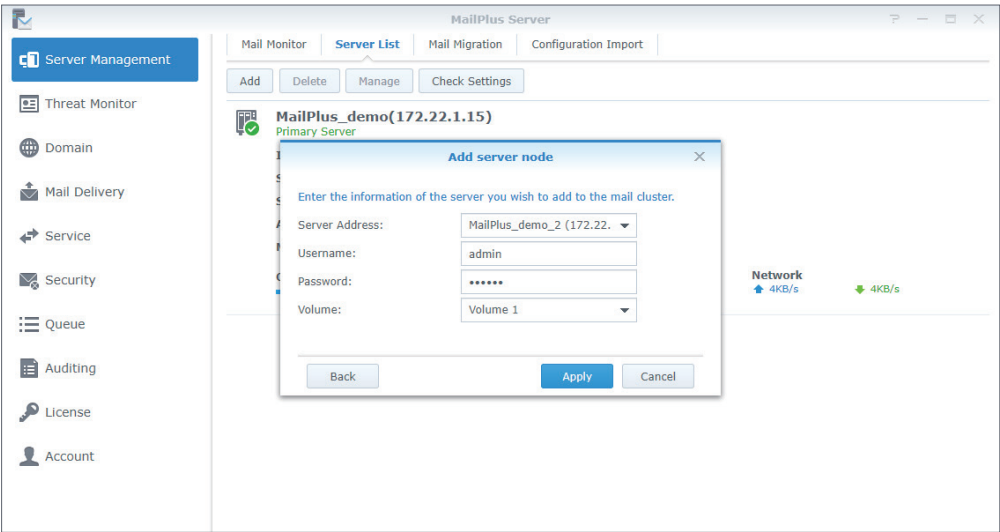 MailPlus Server
Server Management
Threat Monitor
Domain
Mail Delivery
Service
Security
Queue
Auditing
License
Account
Mail Monitor Server List Mail Migration Configuration Import
Add Delete Manage Check Settings
MailPlus_demo(172.22.1.15)
Primary Server
Network
4KB/s 4KB/s
Add server node
Enter the information of the server you wish to add to the mail cluster.
Server Address: MailPlus_demo_2 (172.22.
Username: admin
Password: ••••••
Volume: Volume 1
Back Apply Cancel